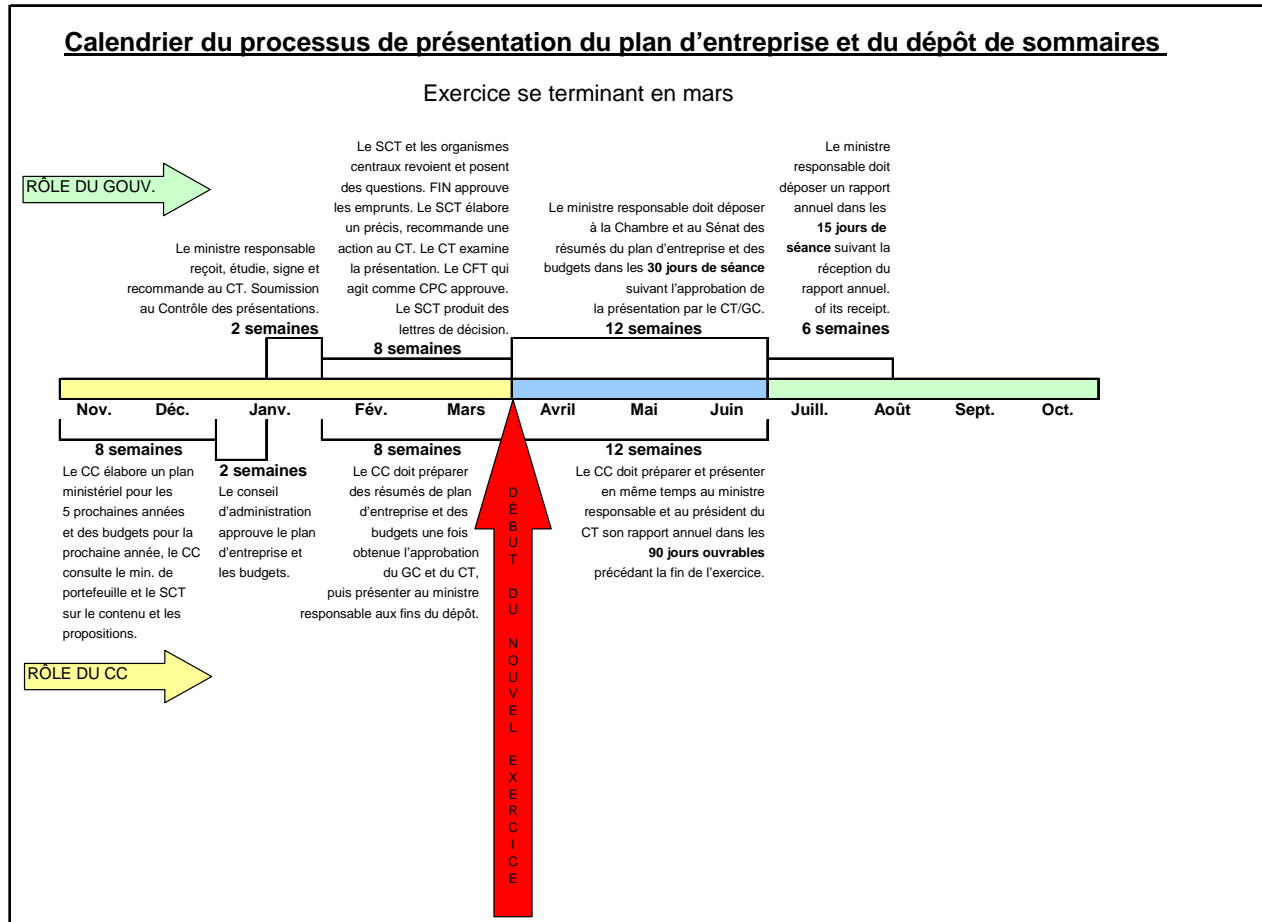 Calendrier du processus de présentation du plan d'entreprise et du dépôt de sommaires
Exercice se terminant en mars
RÔLE DU GOUV.
Le ministre responsable
reçoit, étudie, signe et
recommande au CT. Soumission
au Contrôle des présentations.
2 semaines
Le SCT et les organismes
centraux revoient et posent
des questions. FIN approuve
les emprunts. Le SCT élabore
un précis, recommande une
action au CT. Le CT examine
la présentation. Le CFT qui
agit comme CPC approuve.
Le SCT produit des
lettres de décision.
8 semaines
Le ministre responsable doit déposer
à la Chambre et au Sénat des
résumés du plan d'entreprise et des
budgets dans les 30 jours de séance
suivant l'approbation de
la présentation par le CT/GC.
12 semaines
Le ministre
responsable doit
déposer un rapport
annuel dans les
15 jours de
séance suivant la
réception du
rapport annuel.
of its receipt.
6 semaines
Nov. Déc. Janv. Fév. Mars Avril Mai Juin Juill. Août Sept. Oct.
8 semaines
Le CC élabore un plan
ministériel pour les
5 prochaines années
et des budgets pour la
prochaine année, le CC
consulte le min. de
portefeuille et le SCT
sur le contenu et les
propositions.
2 semaines
Le conseil
d'administration
approuve le plan
d'entreprise et
les budgets.
8 semaines
Le CC doit préparer
des résumés de plan
d'entreprise et des
budgets une fois
obtenue l'approbation
du GC et du CT,
puis présenter au ministre
responsable aux fins du dépôt.
12 semaines
Le CC doit préparer et présenter
en même temps au ministre
responsable et au président du
CT son rapport annuel dans les
90 jours ouvrables
précédant la fin de l'exercice.
DÉBUT DU NOUVEL EXERCICE
RÔLE DU CC